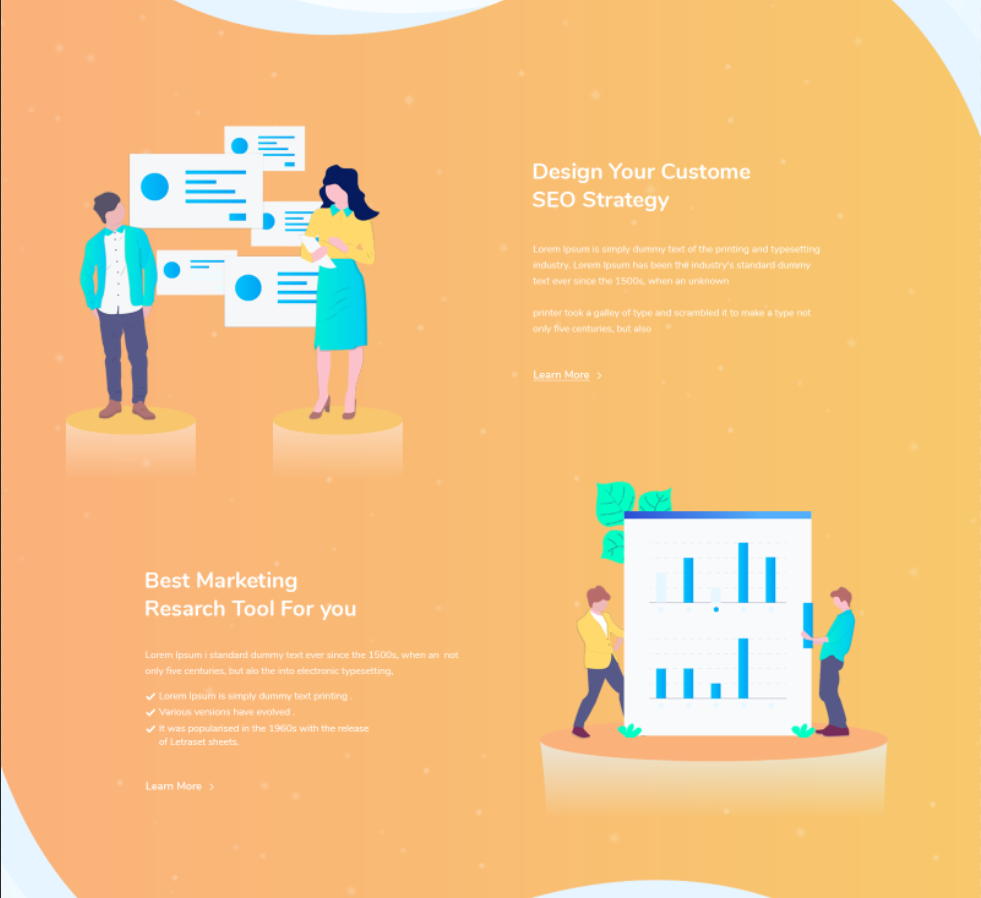 Design Your Custome
SEO Strategy
Lorem Ipsum is simply dummy text of the printing and typesetting
industry. Lorem Ipsum has been the industry's standard dummy
text ever since the 1500s, when an unknown
printer took a galley of type and scrambled it to make a type not
only five centuries, but also
Learn More
Best Marketing
Resarch Tool For you
Lorem Ipsum i standard dummy text ever since the 1500s, when an not
only five centuries, but alo the into electronic typesetting,
Lorem Ipsum is simply dummy text printing .
Various versions have evolved .
It was popularised in the 1960s with the release
of Letraset sheets.
Learn More